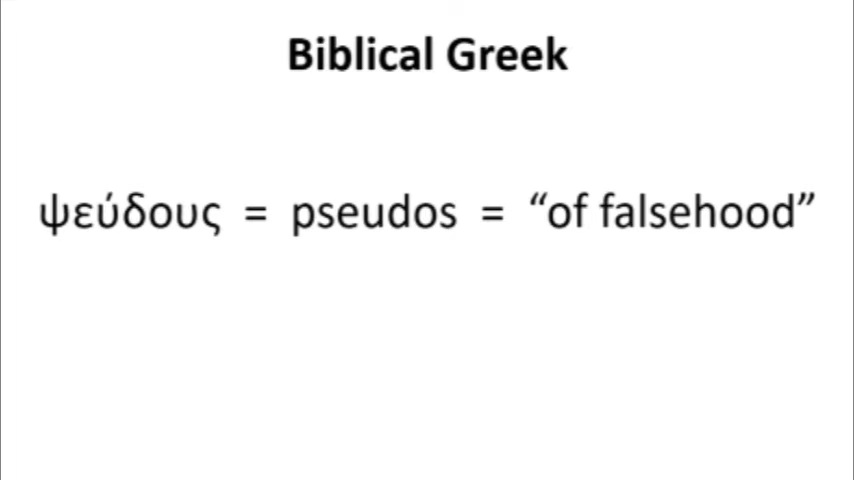 Biblical Greek
ψεύδους = pseudos = “of falsehood”